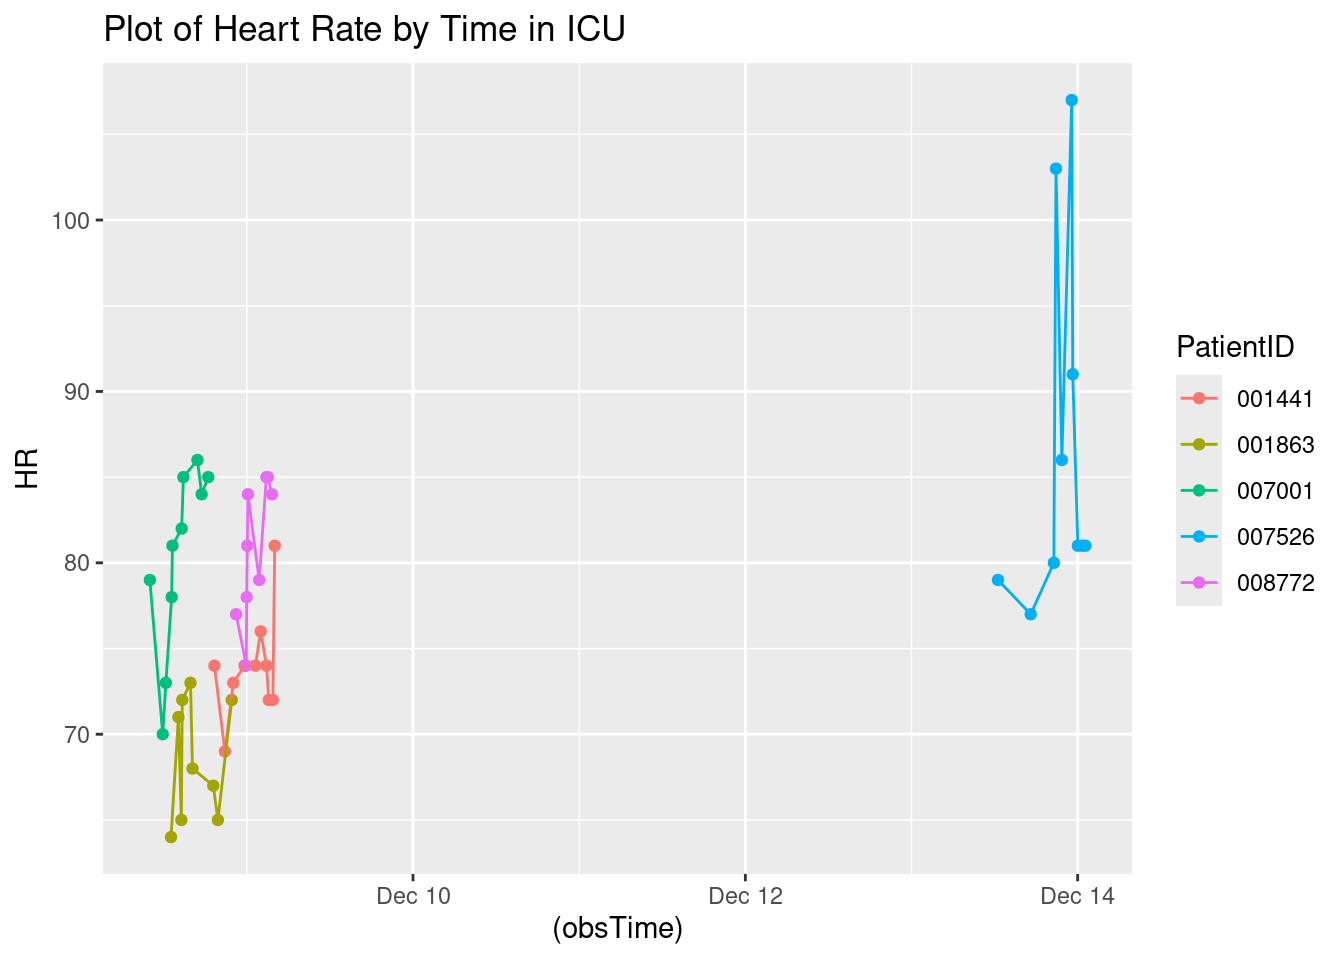 Plot of Heart Rate by Time in ICU
HR
100
90
80
70
Dec 10
Dec 12
Dec 14
(obsTime)
PatientID
001441
001863
007001
007526
008772